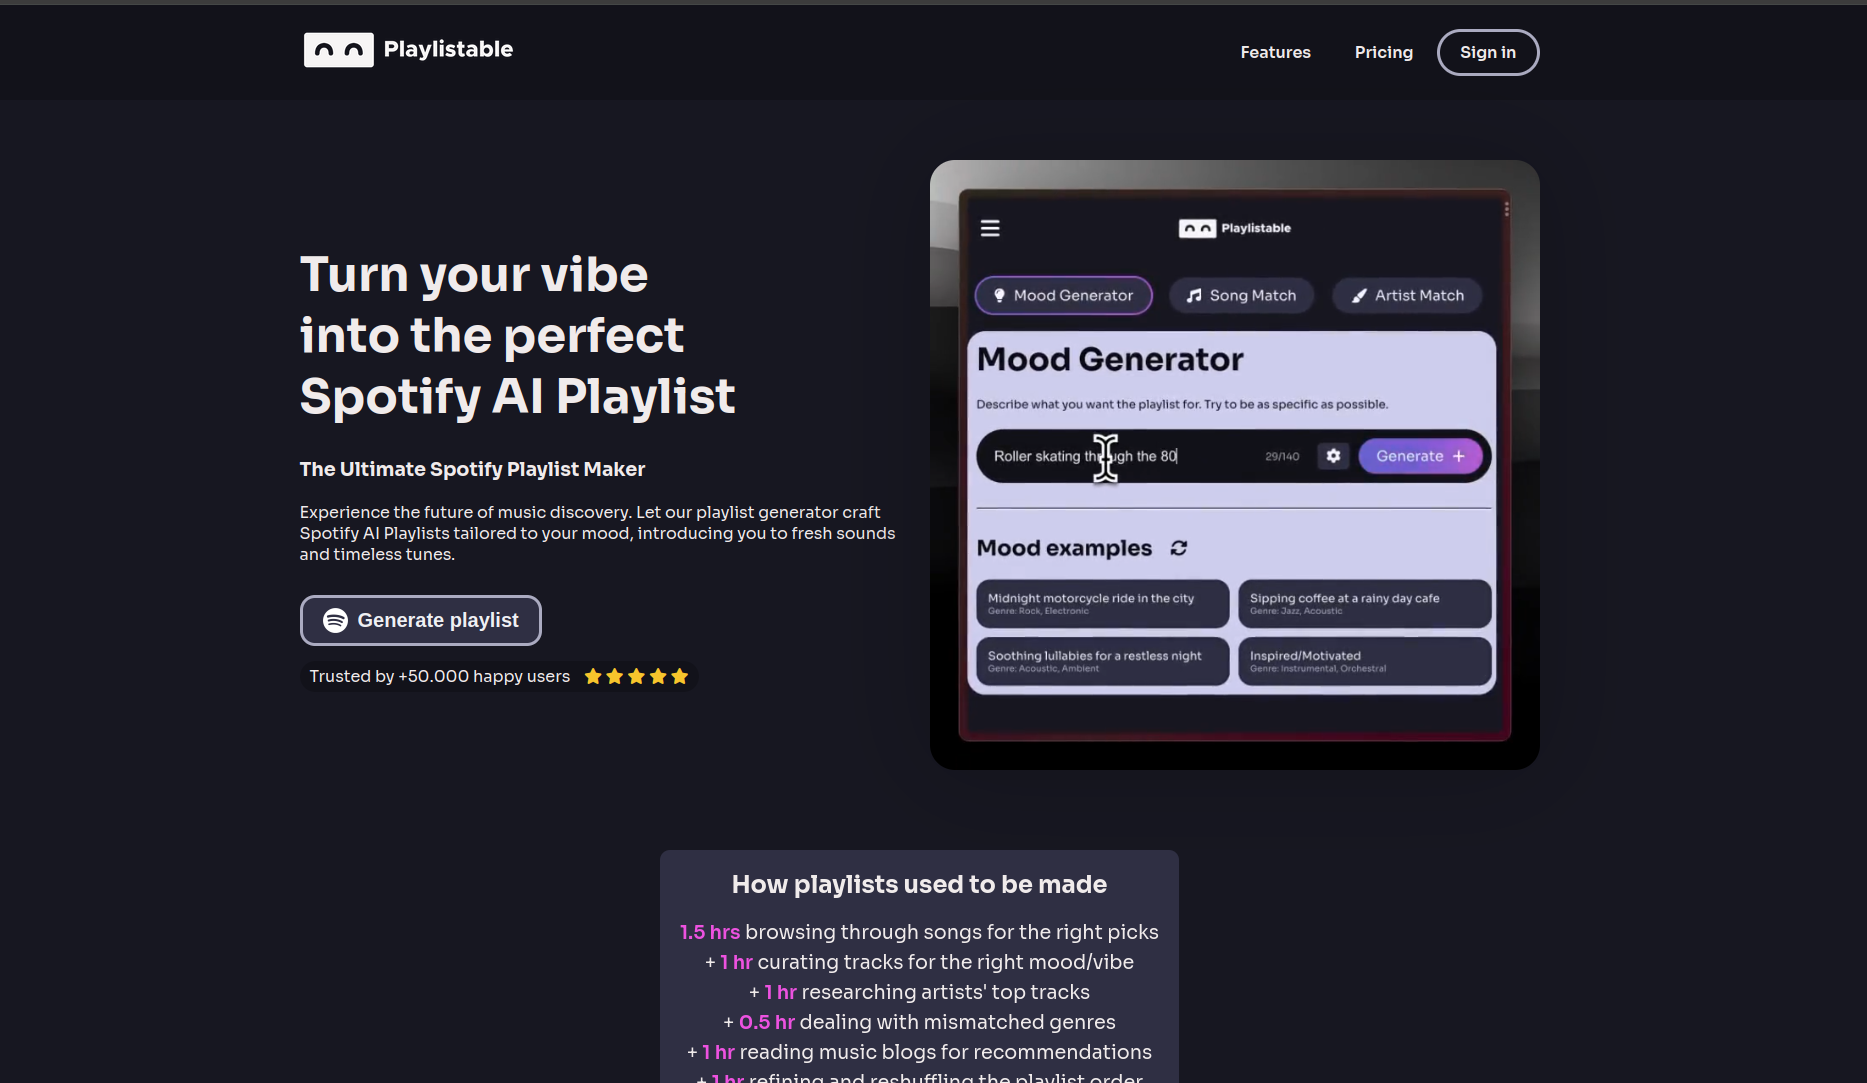 Playlistable
Features
Pricing
Sign in
Turn your vibe
into the perfect
Spotify AI Playlist
The Ultimate Spotify Playlist Maker
Experience the future of music discovery. Let our playlist generator craft
Spotify AI Playlists tailored to your mood, introducing you to fresh sounds
and timeless tunes.
Generate playlist
Trusted by +50.000 happy users
Playlistable
Mood Generator
Song Match
Artist Match
Mood Generator
Describe what you want the playlist for. Try to be as specific as possible.
Roller skating through the 80
29/140
Generate +
Mood examples
Midnight motorcycle ride in the city
Genre: Rock, Electronic
Sipping coffee at a rainy day cafe
Genre: Jazz, Acoustic
Soothing lullabies for a restless night
Genre: Acoustic, Ambient
Inspired/Motivated
Genre: Instrumental, Orchestral
How playlists used to be made
1.5 hrs browsing through songs for the right picks
+ 1 hr curating tracks for the right mood/vibe
+ 1 hr researching artists' top tracks
+ 0.5 hr dealing with mismatched genres
+ 1 hr reading music blogs for recommendations
+ 1 hr refining and reshuffling the playlist order